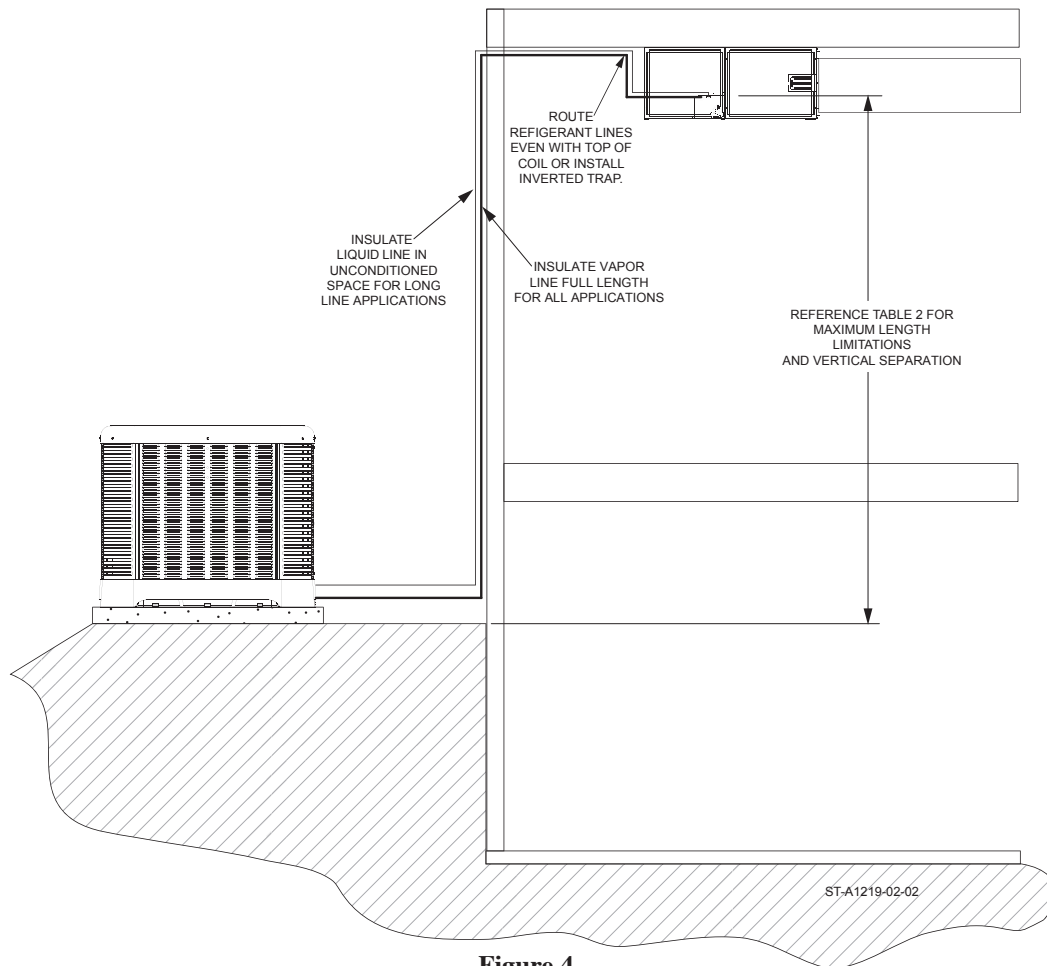 ROUTE
REFIGERANT LINES
EVEN WITH TOP OF
COIL OR INSTALL
INVERTED TRAP.
INSULATE
LIQUID LINE IN
UNCONDITIONED
SPACE FOR LONG
LINE APPLICATIONS
INSULATE VAPOR
LINE FULL LENGTH
FOR ALL APPLICATIONS
REFERENCE TABLE 2 FOR
MAXIMUM LENGTH
LIMITATIONS
AND VERTICAL SEPARATION
ST-A1219-02-02
Figure 4